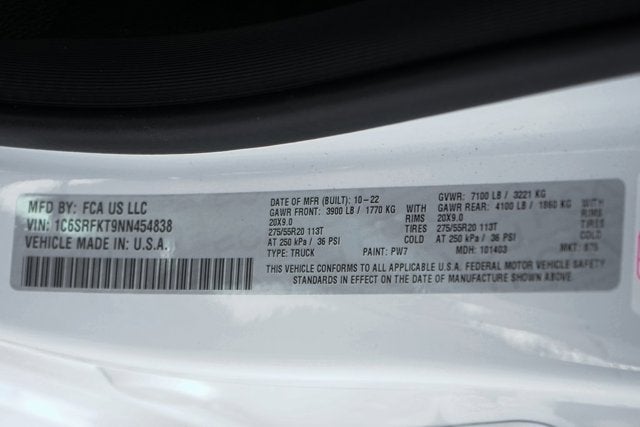 MFD BY: FCA US LLC
VIN: 1C6SRFKT9NN454838
VEHICLE MADE IN: U.S.A.
DATE OF MFR (BUILT): 10-22
GAWR FRONT: 3900 LB / 1770 KG WITH
20X9.0 RIMS
275/55R20 113T TIRES
AT 250 kPa / 36 PSI COLD
TYPE: TRUCK PAINT: PW7
GVWR: 7100 LB / 3221 KG
GAWR REAR: 4100 LB / 1860 KG WITH
20X9.0 RIMS
275/55R20 113T TIRES
AT 250 kPa / 36 PSI COLD
MDH: 101403 MKT: 875
THIS VEHICLE CONFORMS TO ALL APPLICABLE U.S.A. FEDERAL MOTOR VEHICLE SAFETY
STANDARDS IN EFFECT ON THE DATE OF MANUFACTURE SHOWN ABOVE